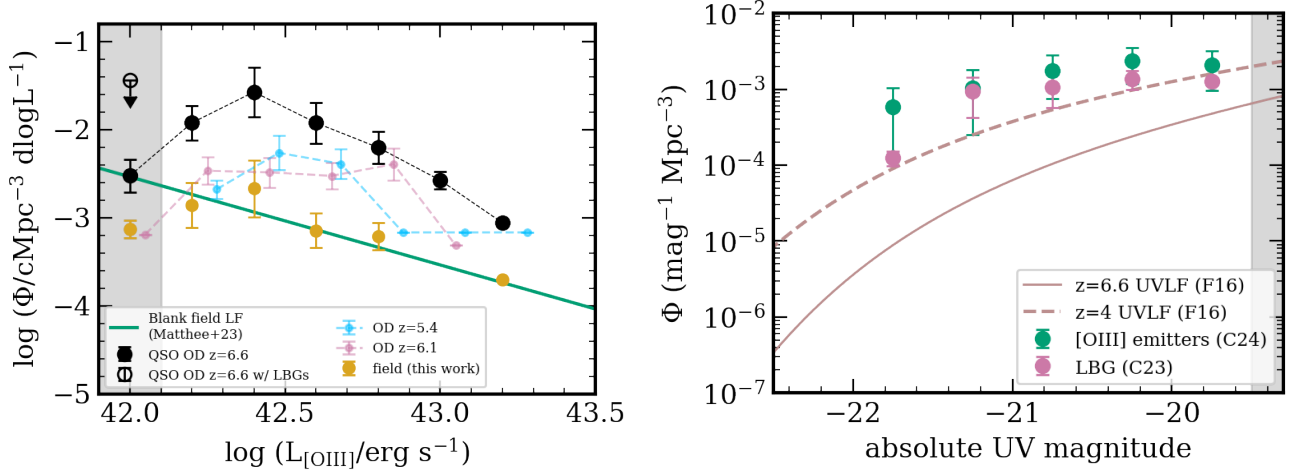 log (Φ/cMpc⁻³ dlogL⁻¹)
−1
−2
−3
−4
−5
Blank field LF
(Matthee+23)
QSO OD z=6.6
QSO OD z=6.6 w/ LBGs
OD z=5.4
OD z=6.1
field (this work)
42.0 42.5 43.0 43.5
log (L[OIII]/erg s⁻¹)
Φ (mag⁻¹ Mpc⁻³)
10⁻²
10⁻³
10⁻⁴
10⁻⁵
10⁻⁶
10⁻⁷
z=6.6 UVLF (F16)
z=4 UVLF (F16)
[OIII] emitters (C24)
LBG (C23)
−22 −21 −20
absolute UV magnitude